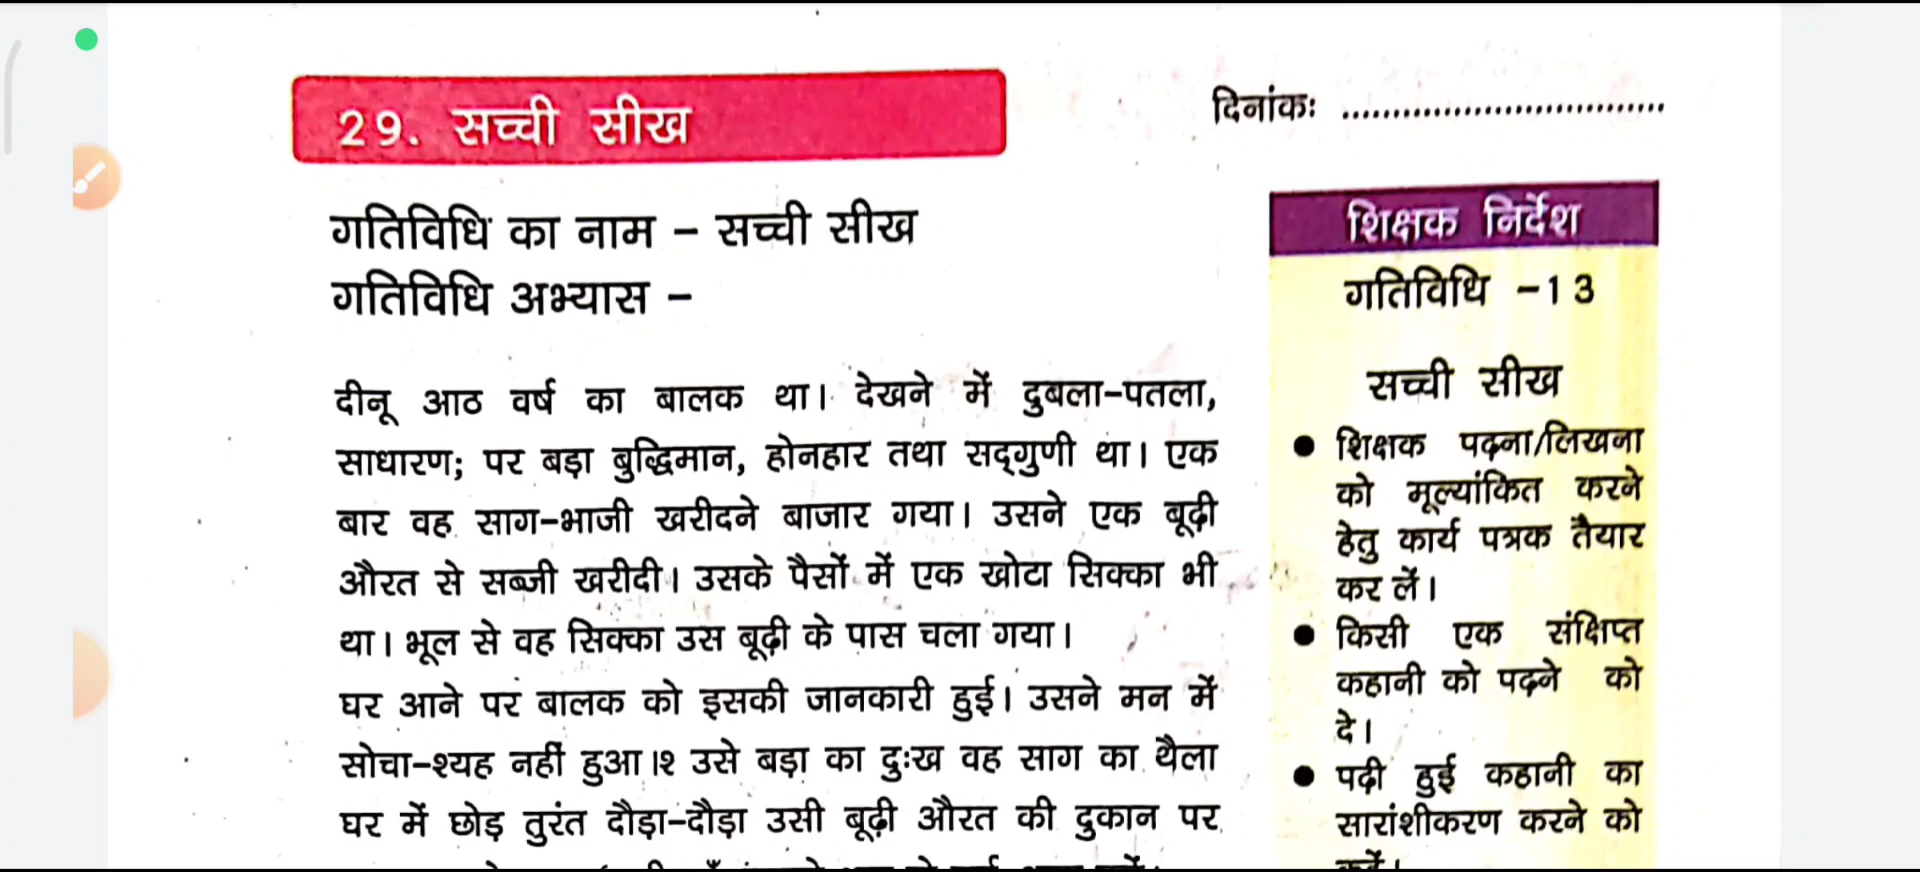 29. सच्ची सीख
दिनांकः ................................
गतिविधि का नाम – सच्ची सीख
गतिविधि अभ्यास –
दीनू आठ वर्ष का बालक था। देखने में दुबला-पतला,
साधारण; पर बड़ा बुद्धिमान, होनहार तथा सद्गुणी था। एक
बार वह साग-भाजी खरीदने बाजार गया। उसने एक बूढ़ी
औरत से सब्जी खरीदी। उसके पैसों में एक खोटा सिक्का भी
था। भूल से वह सिक्का उस बूढ़ी के पास चला गया।
घर आने पर बालक को इसकी जानकारी हुई। उसने मन में
सोचा-श्यह नहीं हुआ।श् उसे बड़ा का दुःख वह साग का थैला
घर में छोड़ तुरंत दौड़ा-दौड़ा उसी बूढ़ी औरत की दुकान पर
शिक्षक निर्देश
गतिविधि -13
सच्ची सीख
● शिक्षक पढ़ना/लिखना
को मूल्यांकित करने
हेतु कार्य पत्रक तैयार
कर लें।
● किसी एक संक्षिप्त
कहानी को पढ़ने को
दे।
● पढ़ी हुई कहानी का
सारांशीकरण करने को